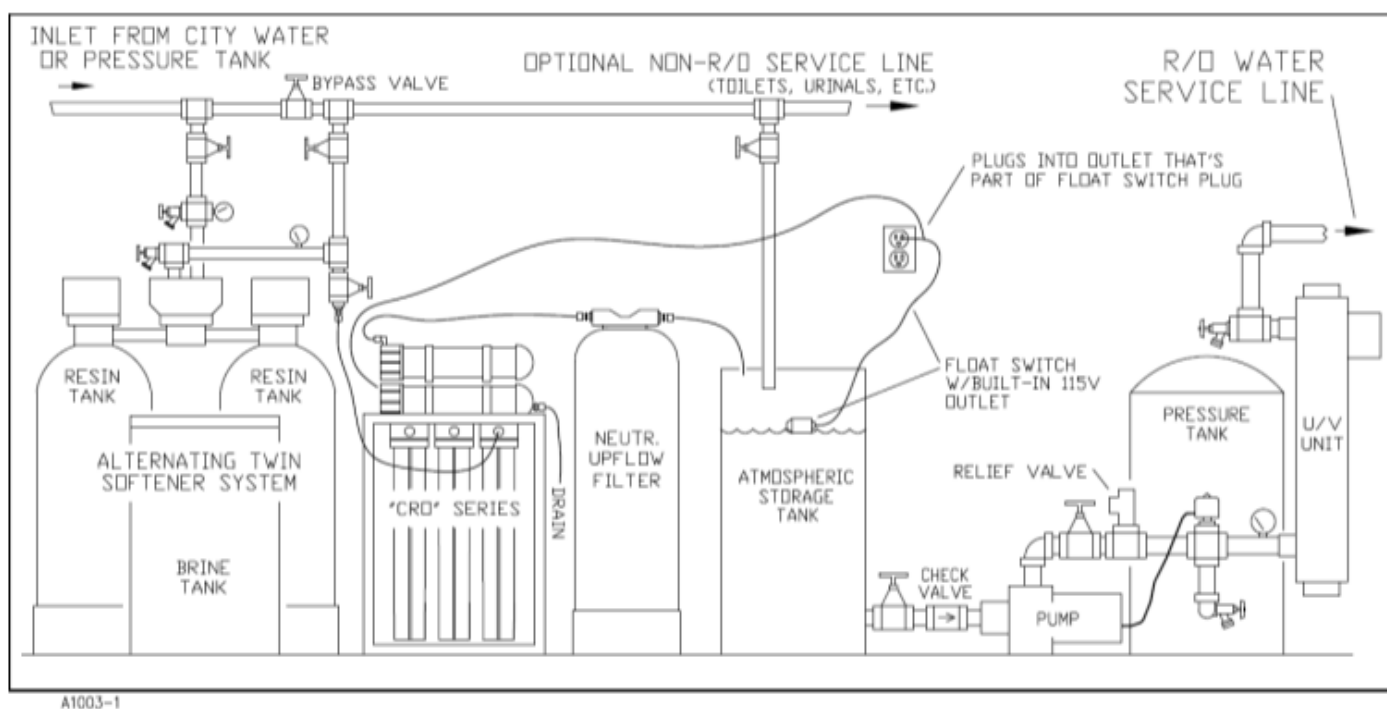 INLET FROM CITY WATER
OR PRESSURE TANK
BYPASS VALVE
OPTIONAL NON-R/O SERVICE LINE
(TOILETS, URINALS, ETC.)
R/O WATER
SERVICE LINE
PLUGS INTO OUTLET THAT'S
PART OF FLOAT SWITCH PLUG
RESIN
TANK
RESIN
TANK
ALTERNATING TWIN
SOFTENER SYSTEM
BRINE
TANK
"CRO" SERIES
DRAIN
NEUTR.
UPFLOW
FILTER
FLOAT SWITCH
W/BUILT-IN 115V
OUTLET
ATMOSPHERIC
STORAGE
TANK
CHECK
VALVE
PUMP
RELIEF VALVE
PRESSURE
TANK
U/V
UNIT
A1003-1